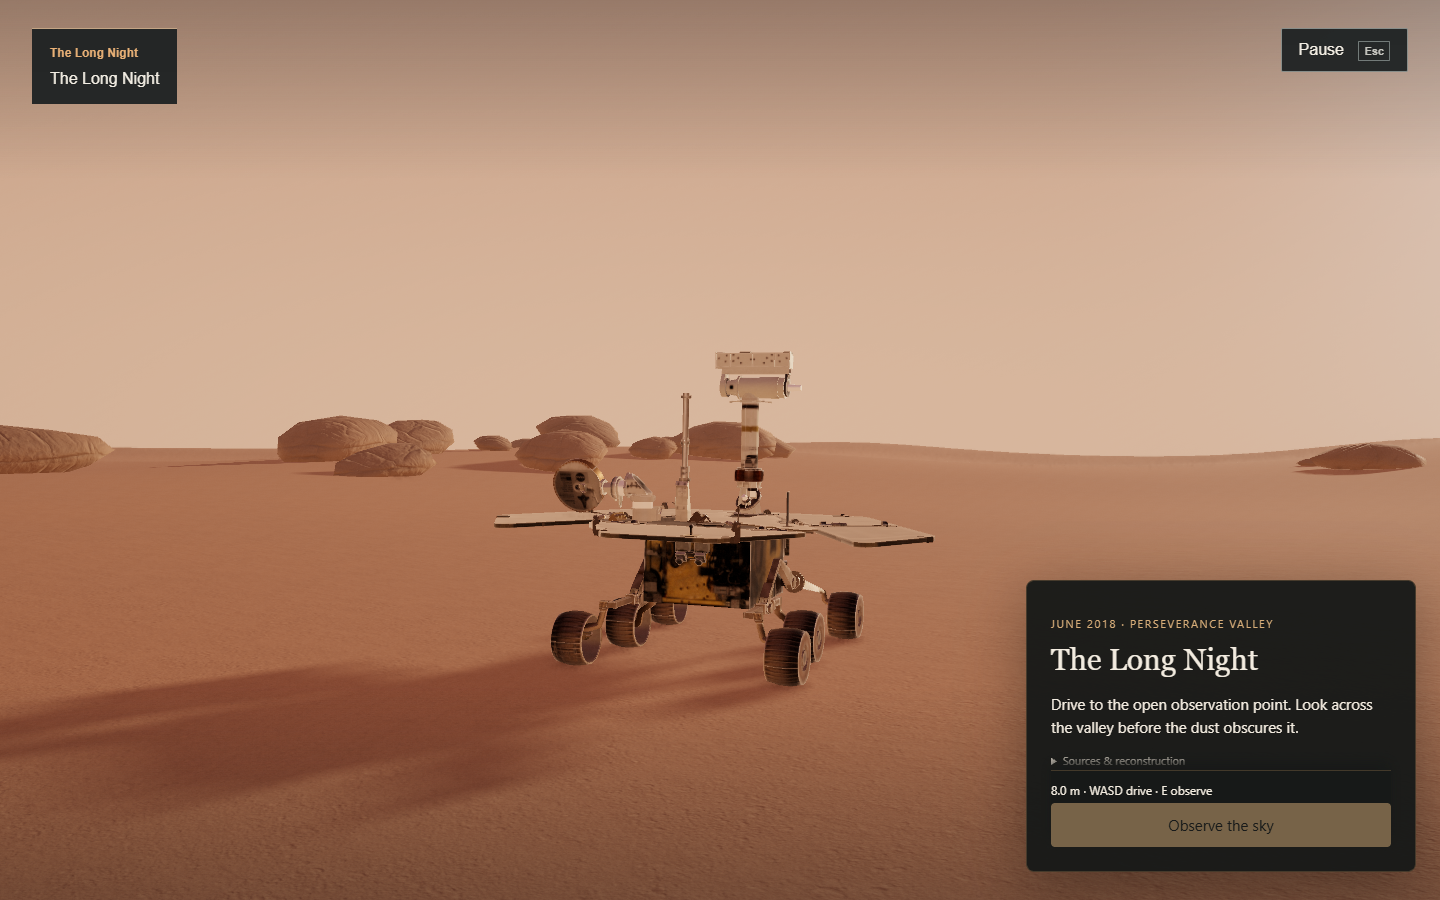 The Long Night
The Long Night
Pause Esc
JUNE 2018 · PERSEVERANCE VALLEY
The Long Night
Drive to the open observation point. Look across
the valley before the dust obscures it.
▶ Sources & reconstruction
8.0 m · WASD drive · E observe
Observe the sky